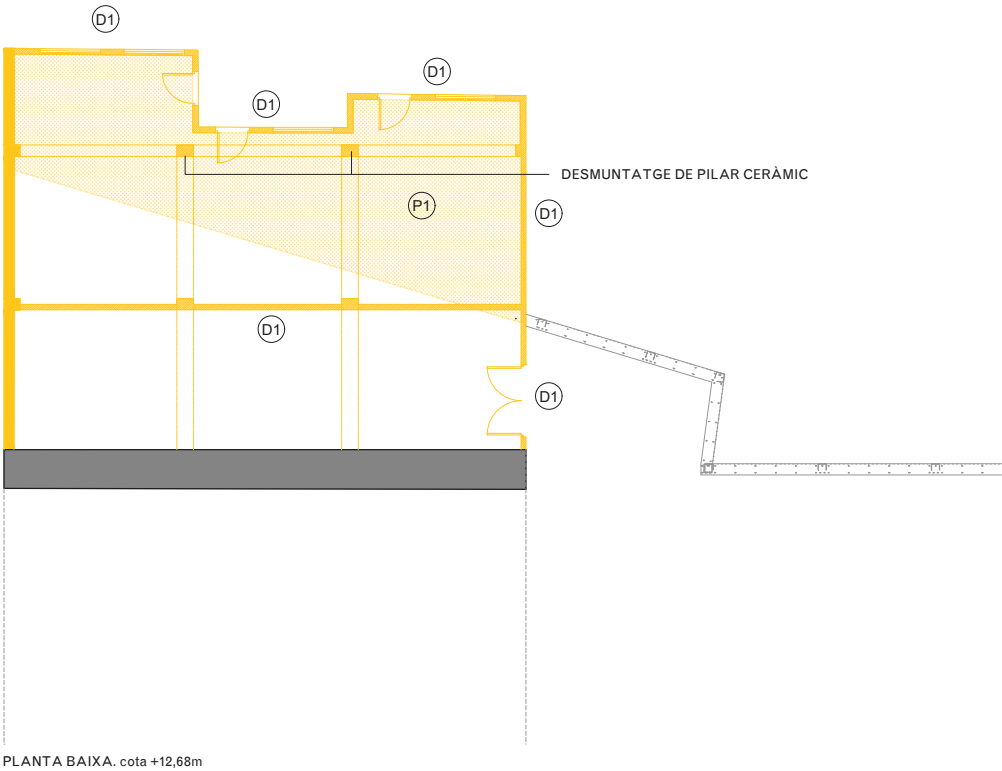 D1
D1
D1
DESMUNTATGE DE PILAR CERÀMIC
P1
D1
D1
D1
PLANTA BAIXA. cota +12,68m